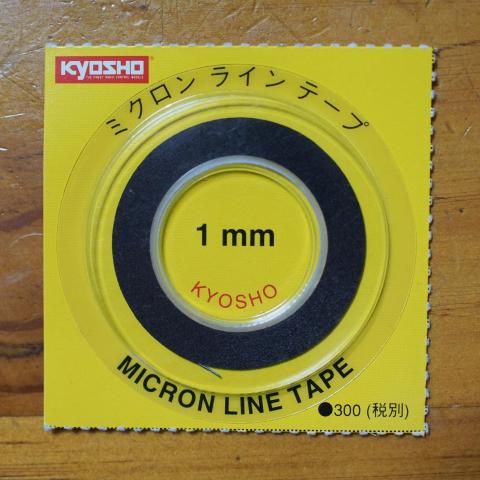 KYOSHO
THE FINEST RADIO CONTROL MODELS
ミクロン ライン テープ
1 mm
KYOSHO
MICRON LINE TAPE
●300 (税別)